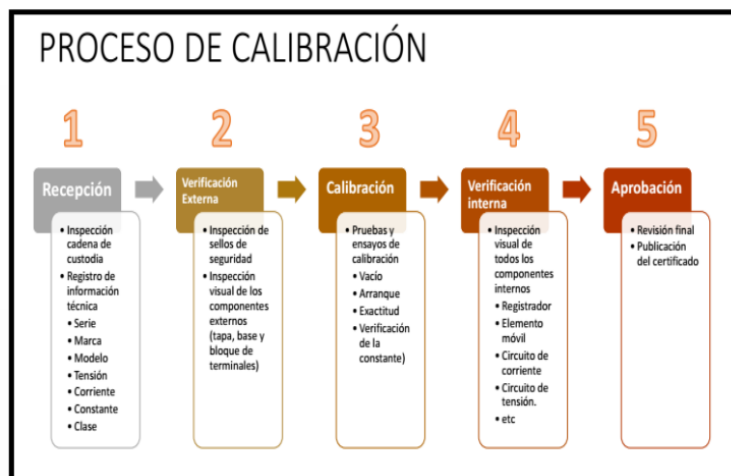 PROCESO DE CALIBRACIÓN
1
2
3
4
5
Recepción
• Inspección
cadena de
custodia
• Registro de
información
técnica
• Serie
• Marca
• Modelo
• Tensión
• Corriente
• Constante
• Clase
Verificación
Externa
• Inspección de
sellos de
seguridad
• Inspección
visual de los
componentes
externos
(tapa, base y
bloque de
terminales)
Calibración
• Pruebas y
ensayos de
calibración
• Vacío
• Arranque
• Exactitud
• Verificación
de la
constante)
Verificación
interna
• Inspección
visual de
todos los
componentes
internos
• Registrador
• Elemento
móvil
• Circuito de
corriente
• Circuito de
tensión.
• etc
Aprobación
• Revisión final
• Publicación
del certificado